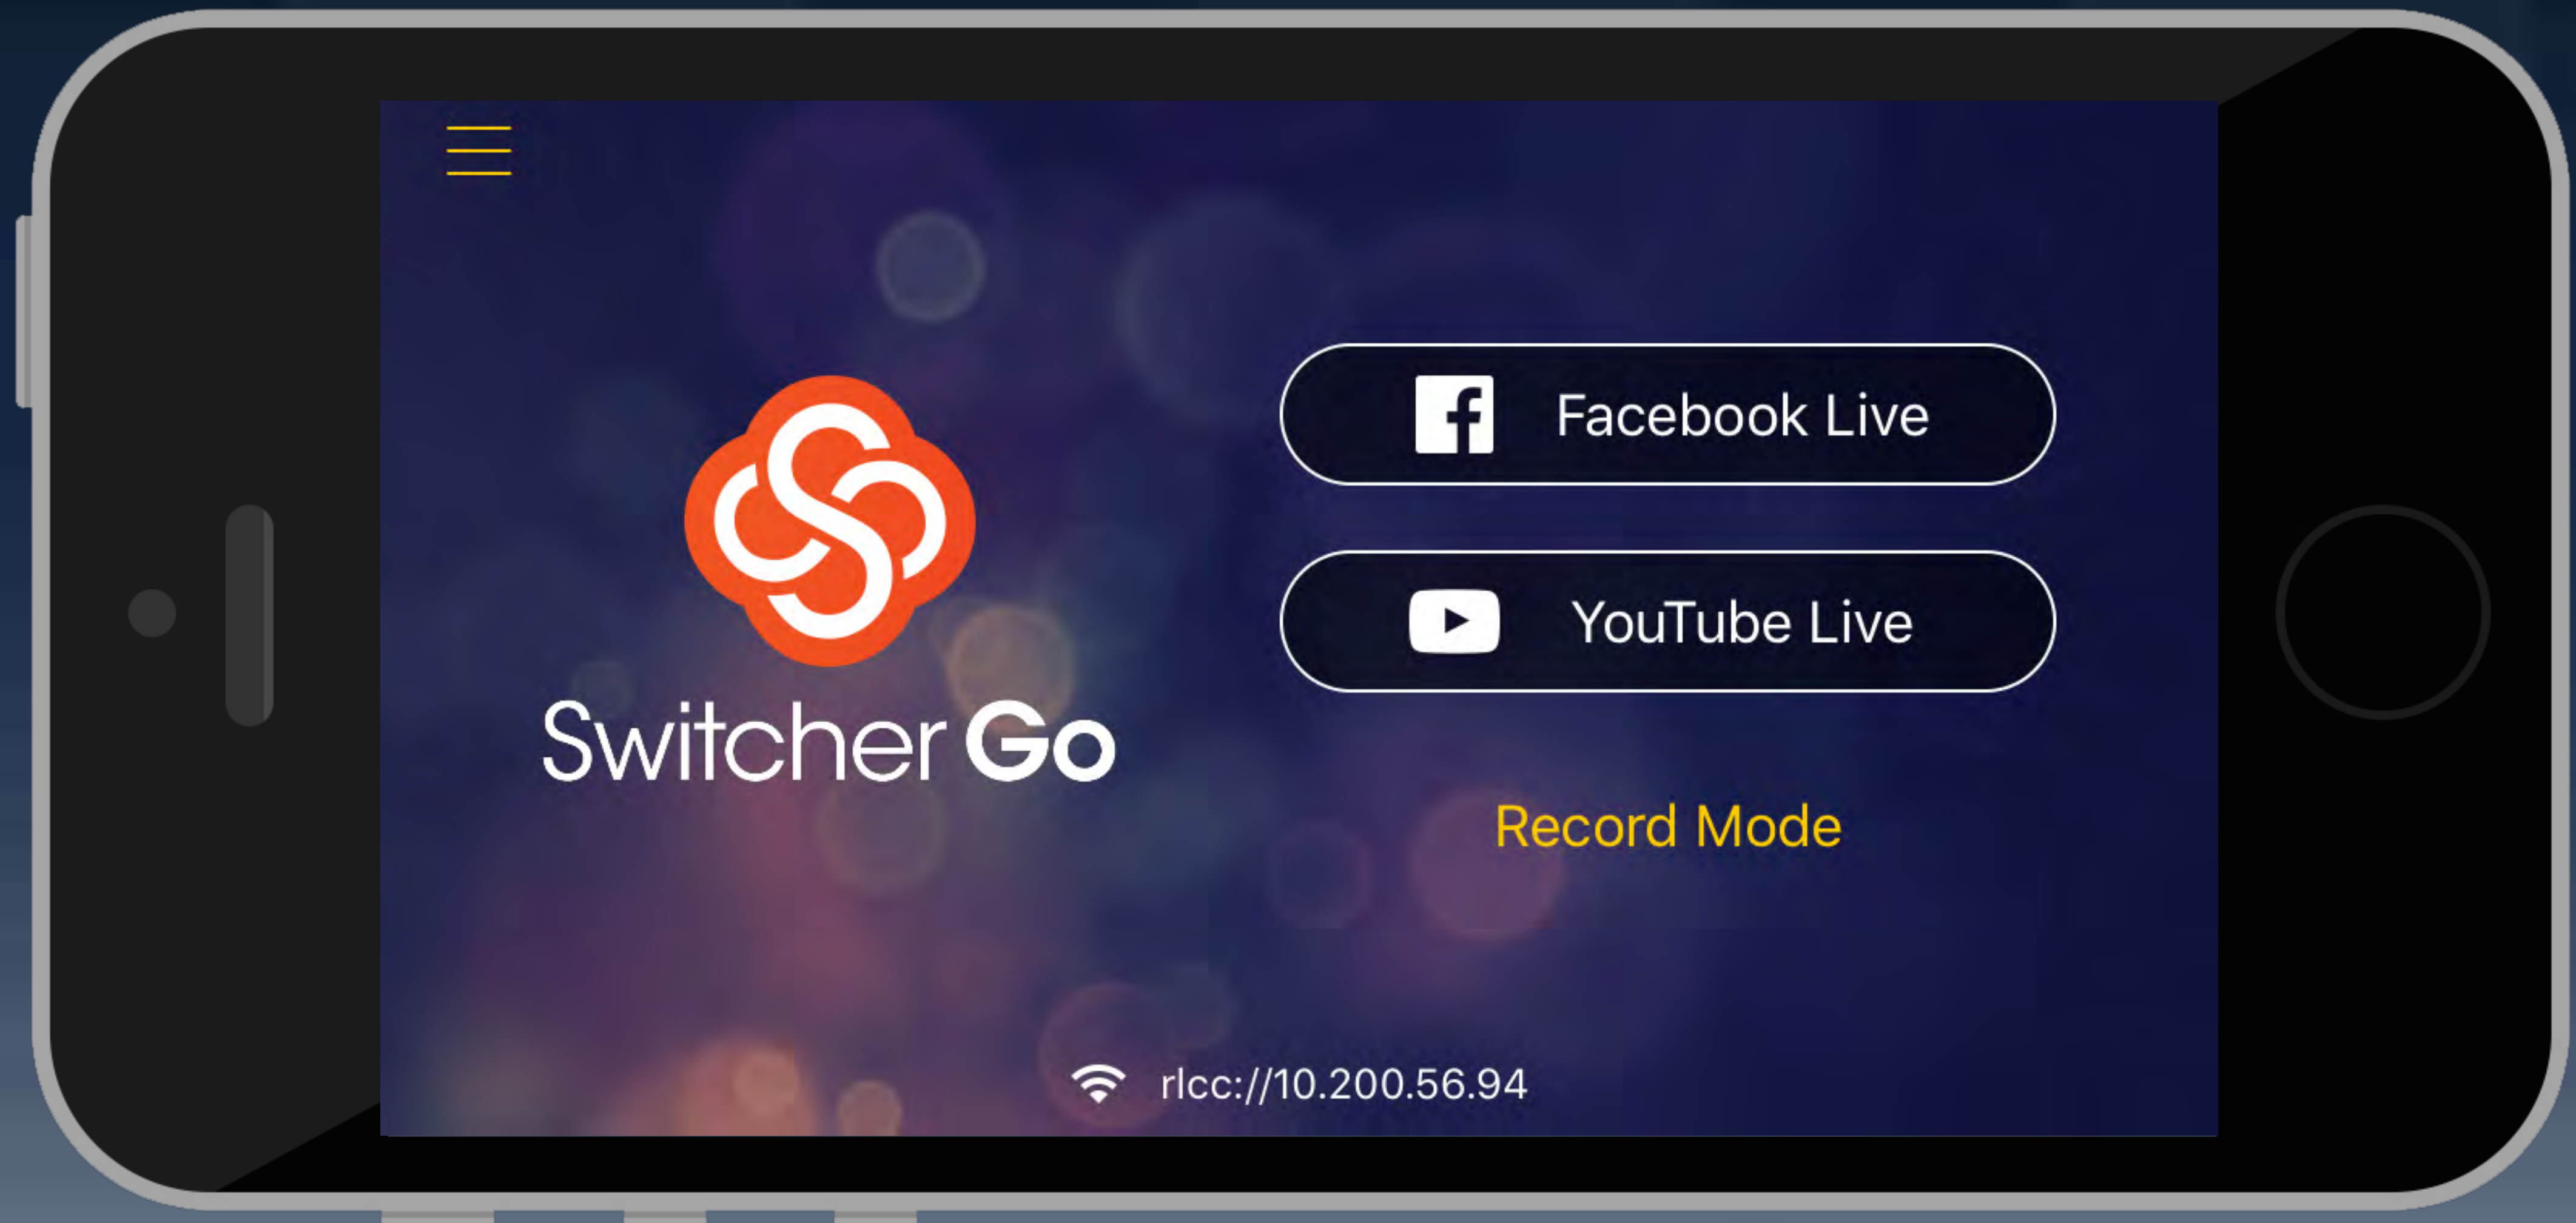 Facebook Live
YouTube Live
Switcher Go
Record Mode
rlcc://10.200.56.94